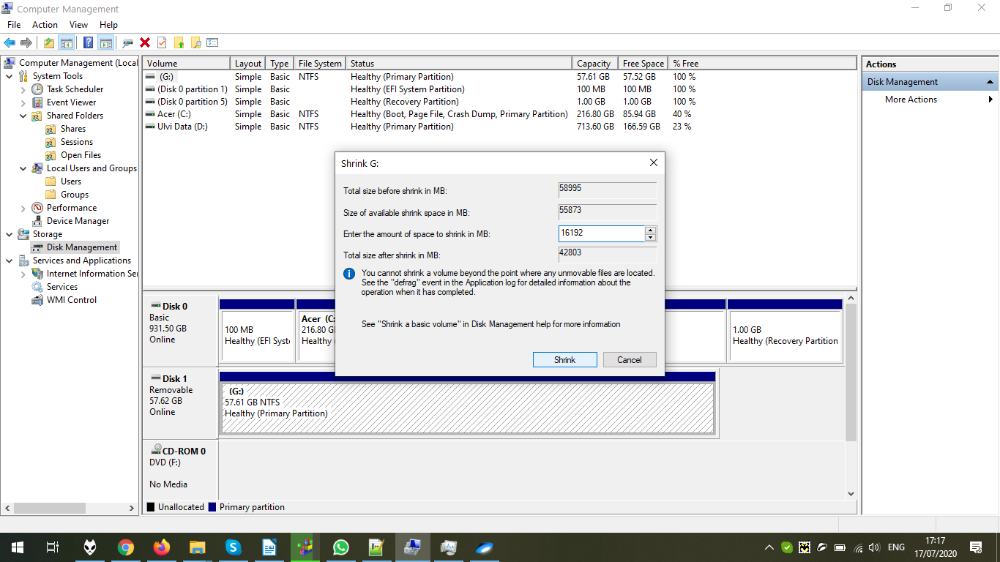 Computer Management
File Action View Help
Computer Management (Local
System Tools
Task Scheduler
Event Viewer
Shared Folders
Shares
Sessions
Open Files
Local Users and Groups
Users
Groups
Performance
Device Manager
Storage
Disk Management
Services and Applications
Internet Information Ser
Services
WMI Control
Volume Layout Type File System Status Capacity Free Space % Free
(G:) Simple Basic NTFS Healthy (Primary Partition) 57.61 GB 57.52 GB 100 %
(Disk 0 partition 1) Simple Basic Healthy (EFI System Partition) 100 MB 100 MB 100 %
(Disk 0 partition 5) Simple Basic Healthy (Recovery Partition) 1.00 GB 1.00 GB 100 %
Acer (C:) Simple Basic NTFS Healthy (Boot, Page File, Crash Dump, Primary Partition) 216.80 GB 85.94 GB 40 %
Ulvi Data (D:) Simple Basic NTFS Healthy (Primary Partition) 713.60 GB 166.59 GB 23 %
Shrink G:
Total size before shrink in MB: 58995
Size of available shrink space in MB: 55873
Enter the amount of space to shrink in MB: 16192
Total size after shrink in MB: 42803
You cannot shrink a volume beyond the point where any unmovable files are located.
See the "defrag" event in the Application log for detailed information about the
operation when it has completed.
See "Shrink a basic volume" in Disk Management help for more information
Shrink Cancel
Disk 0
Basic
931.50 GB
Online
100 MB
Healthy (EFI Syst
Acer (C:
216.80 G
Healthy
1.00 GB
Healthy (Recovery Partition
Disk 1
Removable
57.62 GB
Online
(G:)
57.61 GB NTFS
Healthy (Primary Partition)
CD-ROM 0
DVD (F:)
No Media
Unallocated Primary partition
Actions
Disk Management
More Actions
ENG
17:17
17/07/2020